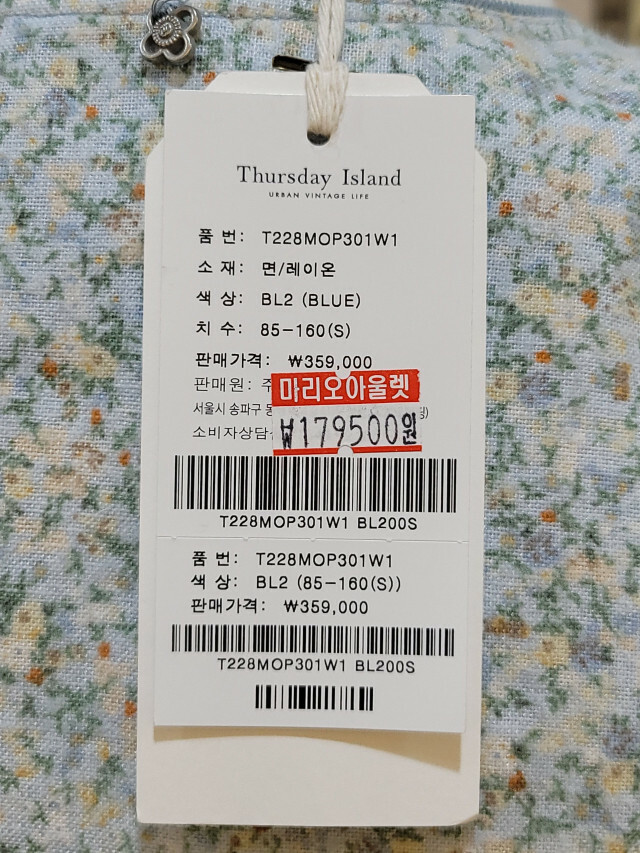 Thursday Island
URBAN VINTAGE LIFE
품 번: T228MOP301W1
소 재: 면/레이온
색 상: BL2 (BLUE)
치 수: 85-160(S)
판매가격: ₩359,000
판매원:
서울시 송파구
소비자상담
마리오아울렛
₩179500원
T228MOP301W1 BL200S
품 번: T228MOP301W1
색 상: BL2 (85-160(S))
판매가격: ₩359,000
T228MOP301W1 BL200S